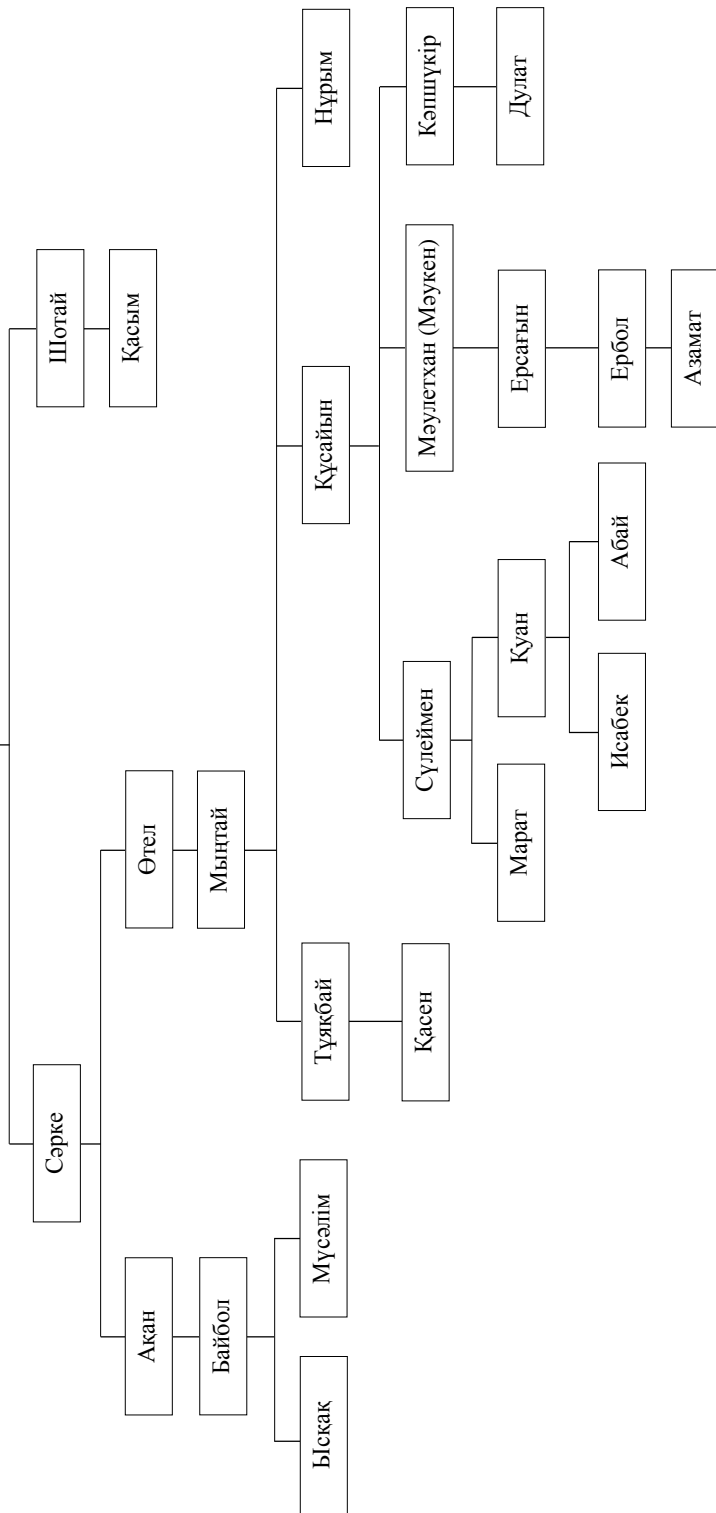 Сәрке
Шотай
Ақан
Өтел
Қасым
Байбол
Мыңтай
Ысқақ
Мүсәлім
Тұяқбай
Құсайын
Нұрым
Қасен
Сүлеймен
Мәулетхан (Мәукен)
Кәпшүкір
Марат
Қуан
Ерсағын
Дулат
Исабек
Абай
Ербол
Азамат